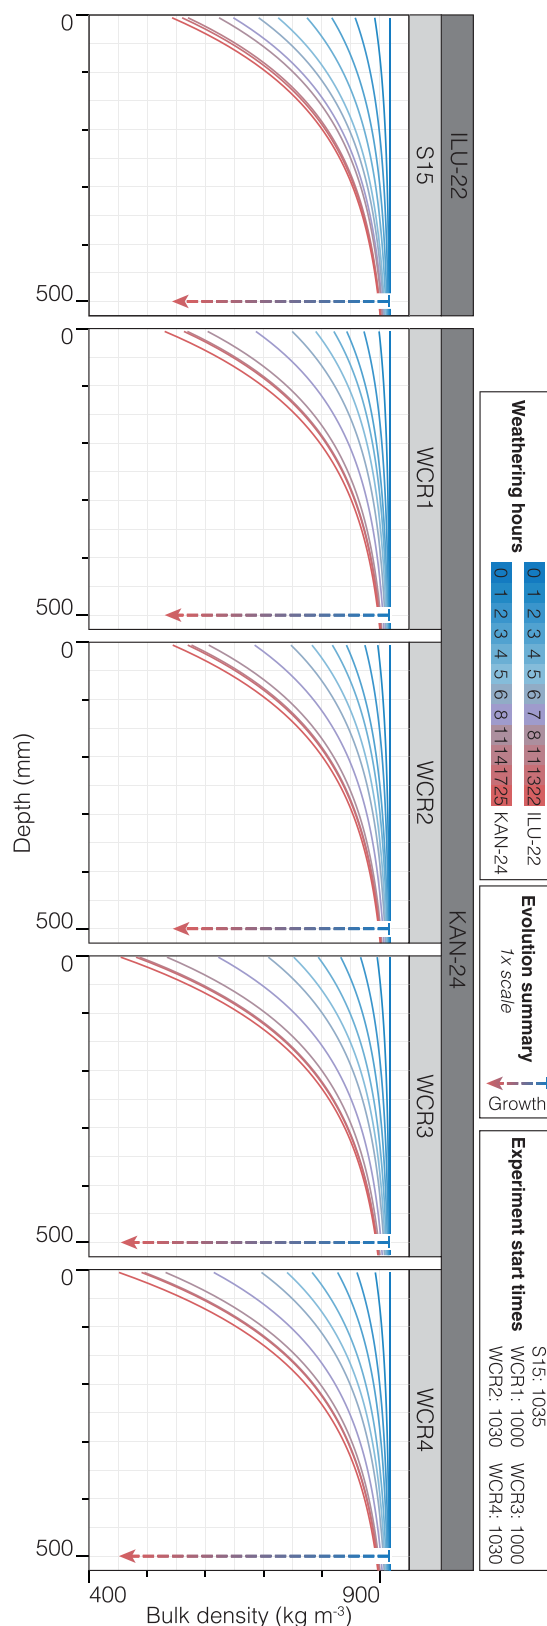 ILU-22
S15
0
500
KAN-24
WCR1
0
500
WCR2
0
500
WCR3
0
500
WCR4
0
500
Depth (mm)
400
900
Bulk density (kg m-3)
Weathering hours
0 1 2 3 4 5 6 7 8 11 13 22 ILU-22
0 1 2 3 4 5 6 8 11 14 17 25 KAN-24
Evolution summary
1x scale
Growth
Experiment start times
S15: 1035
WCR1: 1000 WCR3: 1000
WCR2: 1030 WCR4: 1030